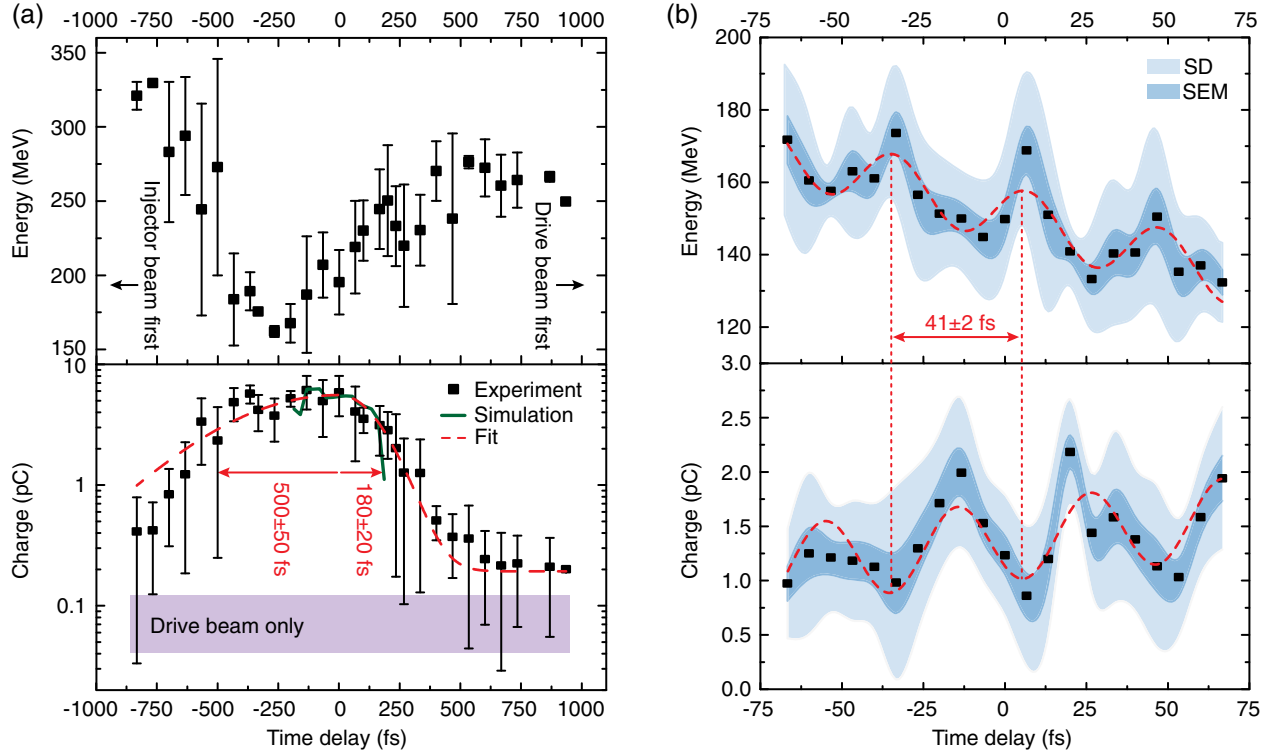 (a)
-1000 -750 -500 -250 0 250 500 750 1000
350
300
250
200
150
Energy (MeV)
Injector beam first
Drive beam first
10
1
0.1
Charge (pC)
Experiment
Simulation
Fit
500±50 fs
180±20 fs
Drive beam only
-1000 -750 -500 -250 0 250 500 750 1000
Time delay (fs)
(b)
-75 -50 -25 0 25 50 75
200
180
160
140
120
Energy (MeV)
SD
SEM
41±2 fs
3.0
2.5
2.0
1.5
1.0
0.5
0.0
Charge (pC)
-75 -50 -25 0 25 50 75
Time delay (fs)